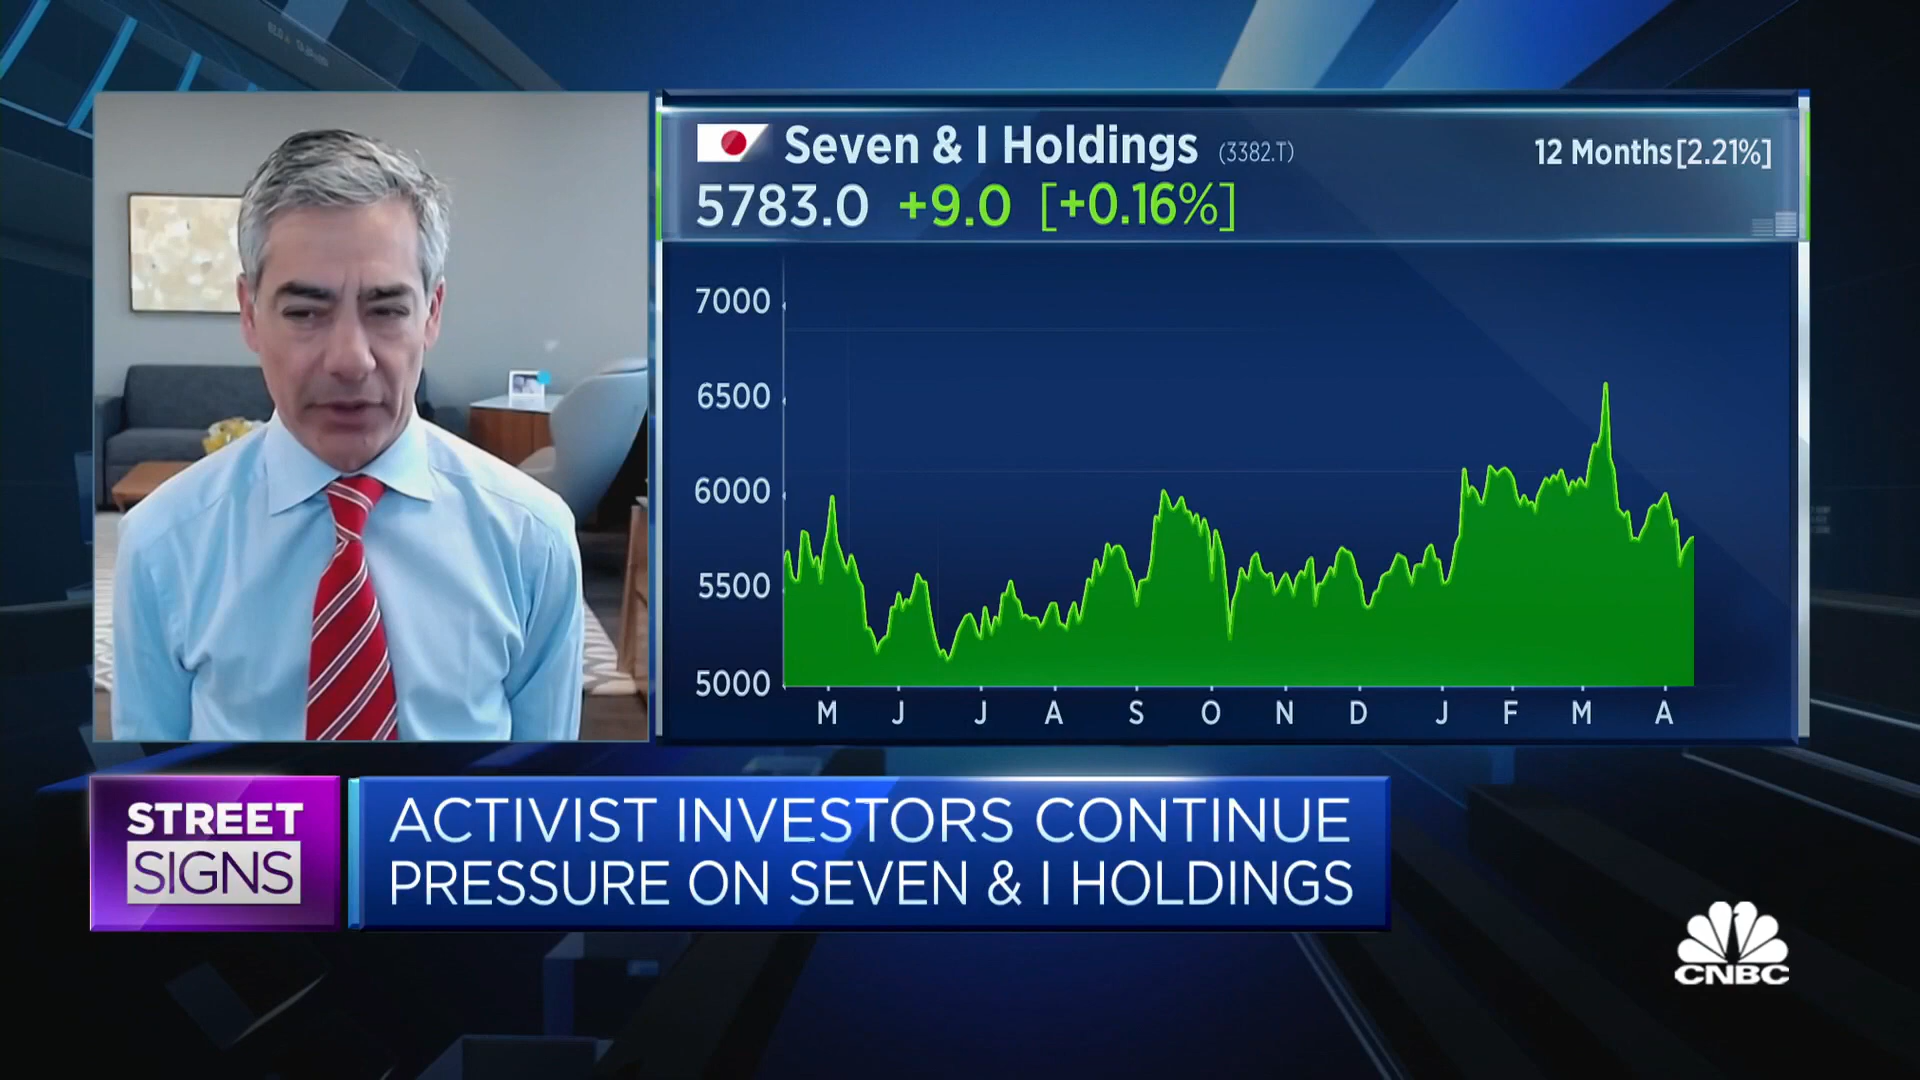 Seven & I Holdings (3382.T)
12 Months [2.21%]
5783.0 +9.0 [+0.16%]
7000
6500
6000
5500
5000
M J J A S O N D J F M A
STREET
SIGNS
ACTIVIST INVESTORS CONTINUE
PRESSURE ON SEVEN & I HOLDINGS
CNBC